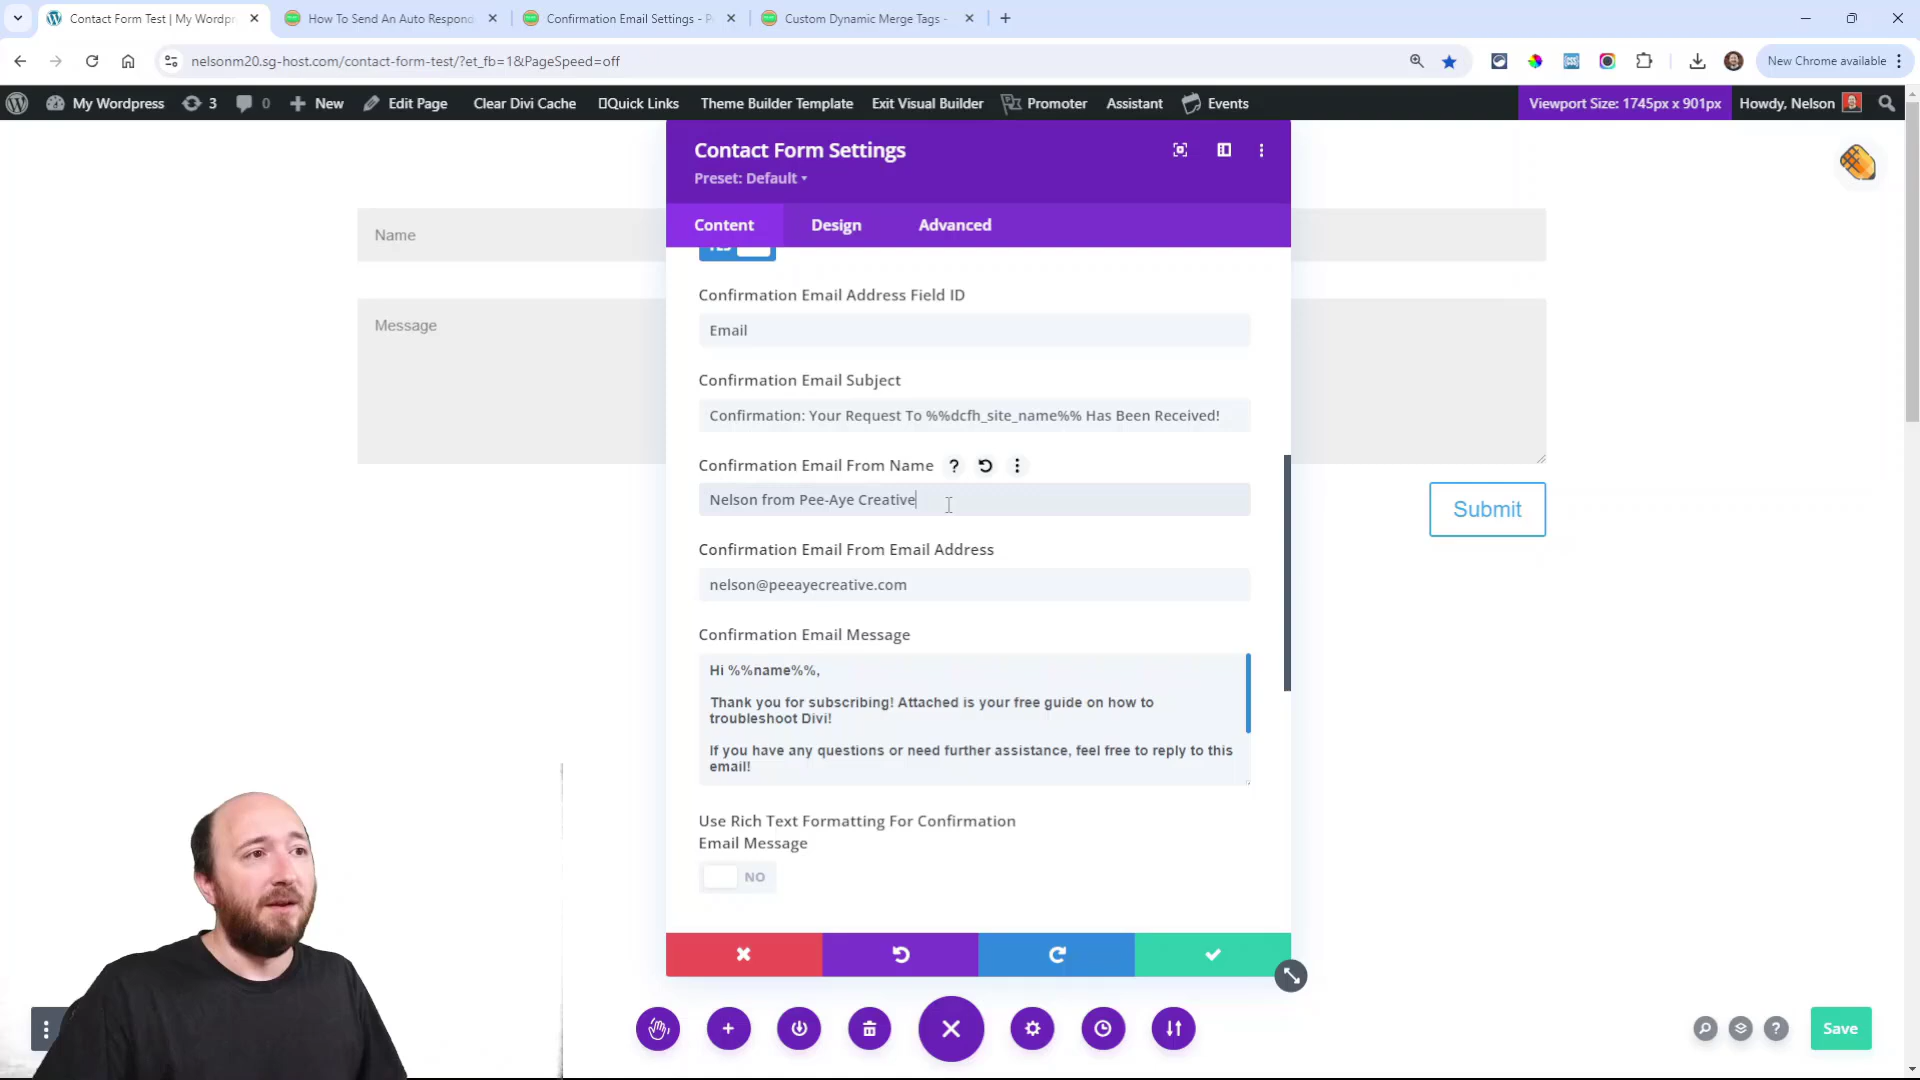 Contact Form Test | My Wordpr
How To Send An Auto Respond
Confirmation Email Settings - P
Custom Dynamic Merge Tags -
nelsonm20.sg-host.com/contact-form-test/?et_fb=1&PageSpeed=off
New Chrome available
My Wordpress
3
0
New
Edit Page
Clear Divi Cache
Quick Links
Theme Builder Template
Exit Visual Builder
Promoter
Assistant
Events
Viewport Size: 1745px x 901px
Howdy, Nelson
Contact Form Settings
Preset: Default
Content
Design
Advanced
Name
Message
Submit
YES
Confirmation Email Address Field ID
Email
Confirmation Email Subject
Confirmation: Your Request To %%dcfh_site_name%% Has Been Received!
Confirmation Email From Name
Nelson from Pee-Aye Creative
Confirmation Email From Email Address
nelson@peeayecreative.com
Confirmation Email Message
Hi %%name%%,
Thank you for subscribing! Attached is your free guide on how to
troubleshoot Divi!
If you have any questions or need further assistance, feel free to reply to this
email!
Use Rich Text Formatting For Confirmation
Email Message
NO
Save